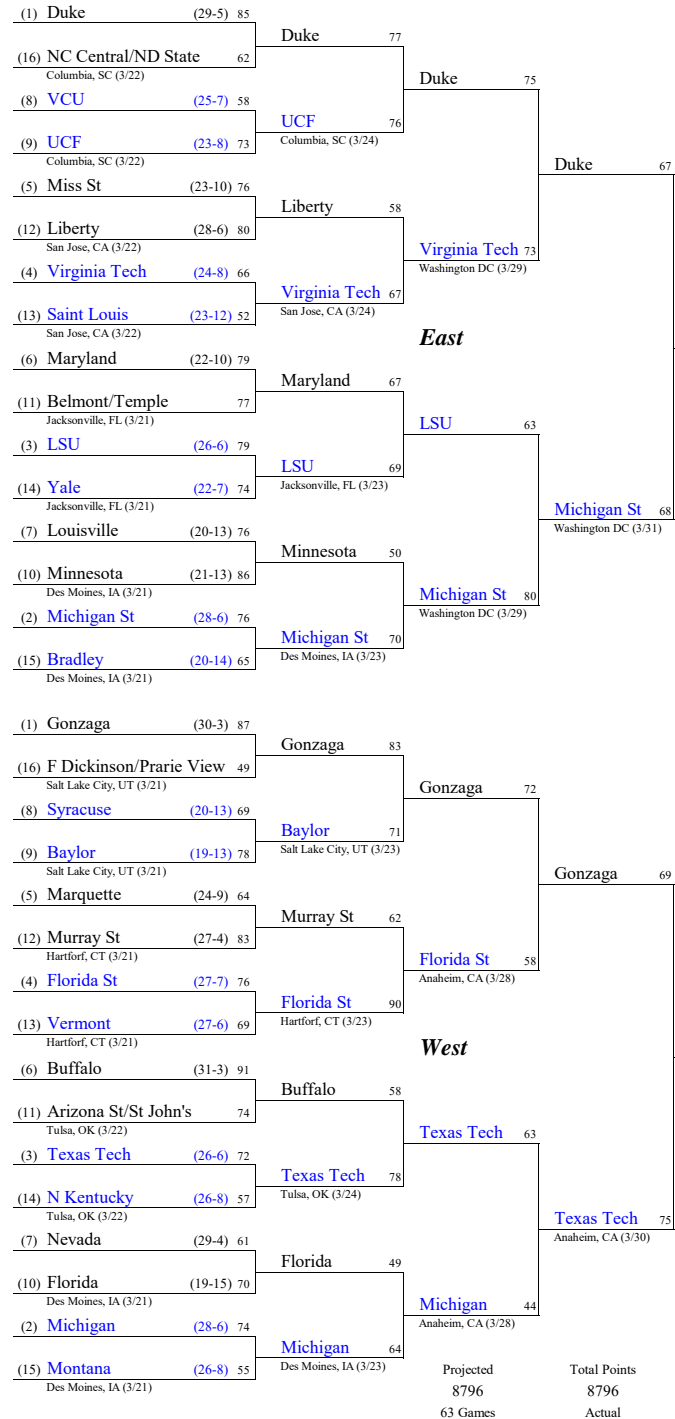 (1) Duke (29-5) 85
(16) NC Central/ND State 62
Columbia, SC (3/22)
(8) VCU (25-7) 58
(9) UCF (23-8) 73
Columbia, SC (3/22)
(5) Miss St (23-10) 76
(12) Liberty (28-6) 80
San Jose, CA (3/22)
(4) Virginia Tech (24-8) 66
(13) Saint Louis (23-12) 52
San Jose, CA (3/22)
(6) Maryland (22-10) 79
(11) Belmont/Temple 77
Jacksonville, FL (3/21)
(3) LSU (26-6) 79
(14) Yale (22-7) 74
Jacksonville, FL (3/21)
(7) Louisville (20-13) 76
(10) Minnesota (21-13) 86
Des Moines, IA (3/21)
(2) Michigan St (28-6) 76
(15) Bradley (20-14) 65
Des Moines, IA (3/21)
Duke 77
UCF 76
Columbia, SC (3/24)
Liberty 58
Virginia Tech 67
San Jose, CA (3/24)
Maryland 67
LSU 69
Jacksonville, FL (3/23)
Minnesota 50
Michigan St 70
Des Moines, IA (3/23)
Duke 75
Virginia Tech 73
Washington DC (3/29)
East
LSU 63
Michigan St 80
Washington DC (3/29)
Duke 67
Michigan St 68
Washington DC (3/31)
(1) Gonzaga (30-3) 87
(16) F Dickinson/Prarie View 49
Salt Lake City, UT (3/21)
(8) Syracuse (20-13) 69
(9) Baylor (19-13) 78
Salt Lake City, UT (3/21)
(5) Marquette (24-9) 64
(12) Murray St (27-4) 83
Hartforf, CT (3/21)
(4) Florida St (27-7) 76
(13) Vermont (27-6) 69
Hartforf, CT (3/21)
(6) Buffalo (31-3) 91
(11) Arizona St/St John's 74
Tulsa, OK (3/22)
(3) Texas Tech (26-6) 72
(14) N Kentucky (26-8) 57
Tulsa, OK (3/22)
(7) Nevada (29-4) 61
(10) Florida (19-15) 70
Des Moines, IA (3/21)
(2) Michigan (28-6) 74
(15) Montana (26-8) 55
Des Moines, IA (3/21)
Gonzaga 83
Baylor 71
Salt Lake City, UT (3/23)
Murray St 62
Florida St 90
Hartforf, CT (3/23)
Buffalo 58
Texas Tech 78
Tulsa, OK (3/24)
Florida 49
Michigan 64
Des Moines, IA (3/23)
Gonzaga 72
Florida St 58
Anaheim, CA (3/28)
West
Texas Tech 63
Michigan 44
Anaheim, CA (3/28)
Gonzaga 69
Texas Tech 75
Anaheim, CA (3/30)
Projected Total Points
8796 8796
63 Games Actual